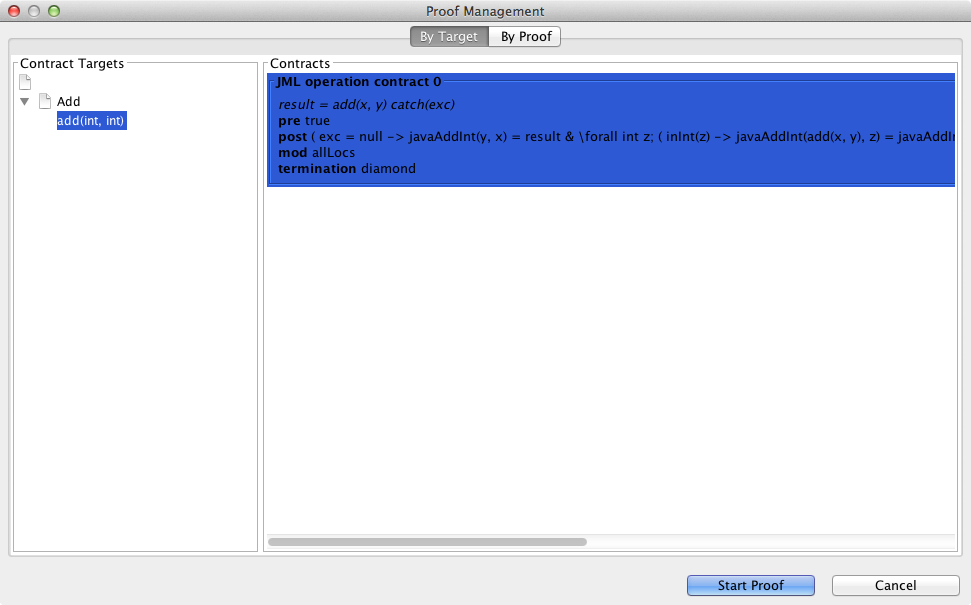 Proof Management
By Target By Proof
Contract Targets
Add
add(int, int)
Contracts
JML operation contract 0
result = add(x, y) catch(exc)
pre true
post ( exc = null -> javaAddInt(y, x) = result & \forall int z; ( inInt(z) -> javaAddInt(add(x, y), z) = javaAddI
mod allLocs
termination diamond
Start Proof Cancel